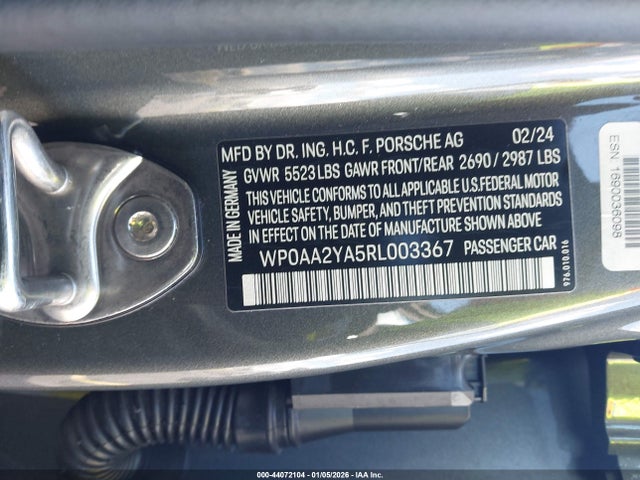 MFD BY DR. ING. H.C. F. PORSCHE AG 02/24
GVWR 5523 LBS GAWR FRONT/REAR 2690 / 2987 LBS
THIS VEHICLE CONFORMS TO ALL APPLICABLE U.S.FEDERAL MOTOR
VEHICLE SAFETY, BUMPER, AND THEFT PREVENTION STANDARDS
IN EFFECT ON THE DATE OF MANUFACTURE SHOWN ABOVE.
WP0AA2YA5RL003367 PASSENGER CAR
MADE IN GERMANY
976.010.016
ESN: 1690036098
000-44072104 | 01/05/2026 - IAA Inc.